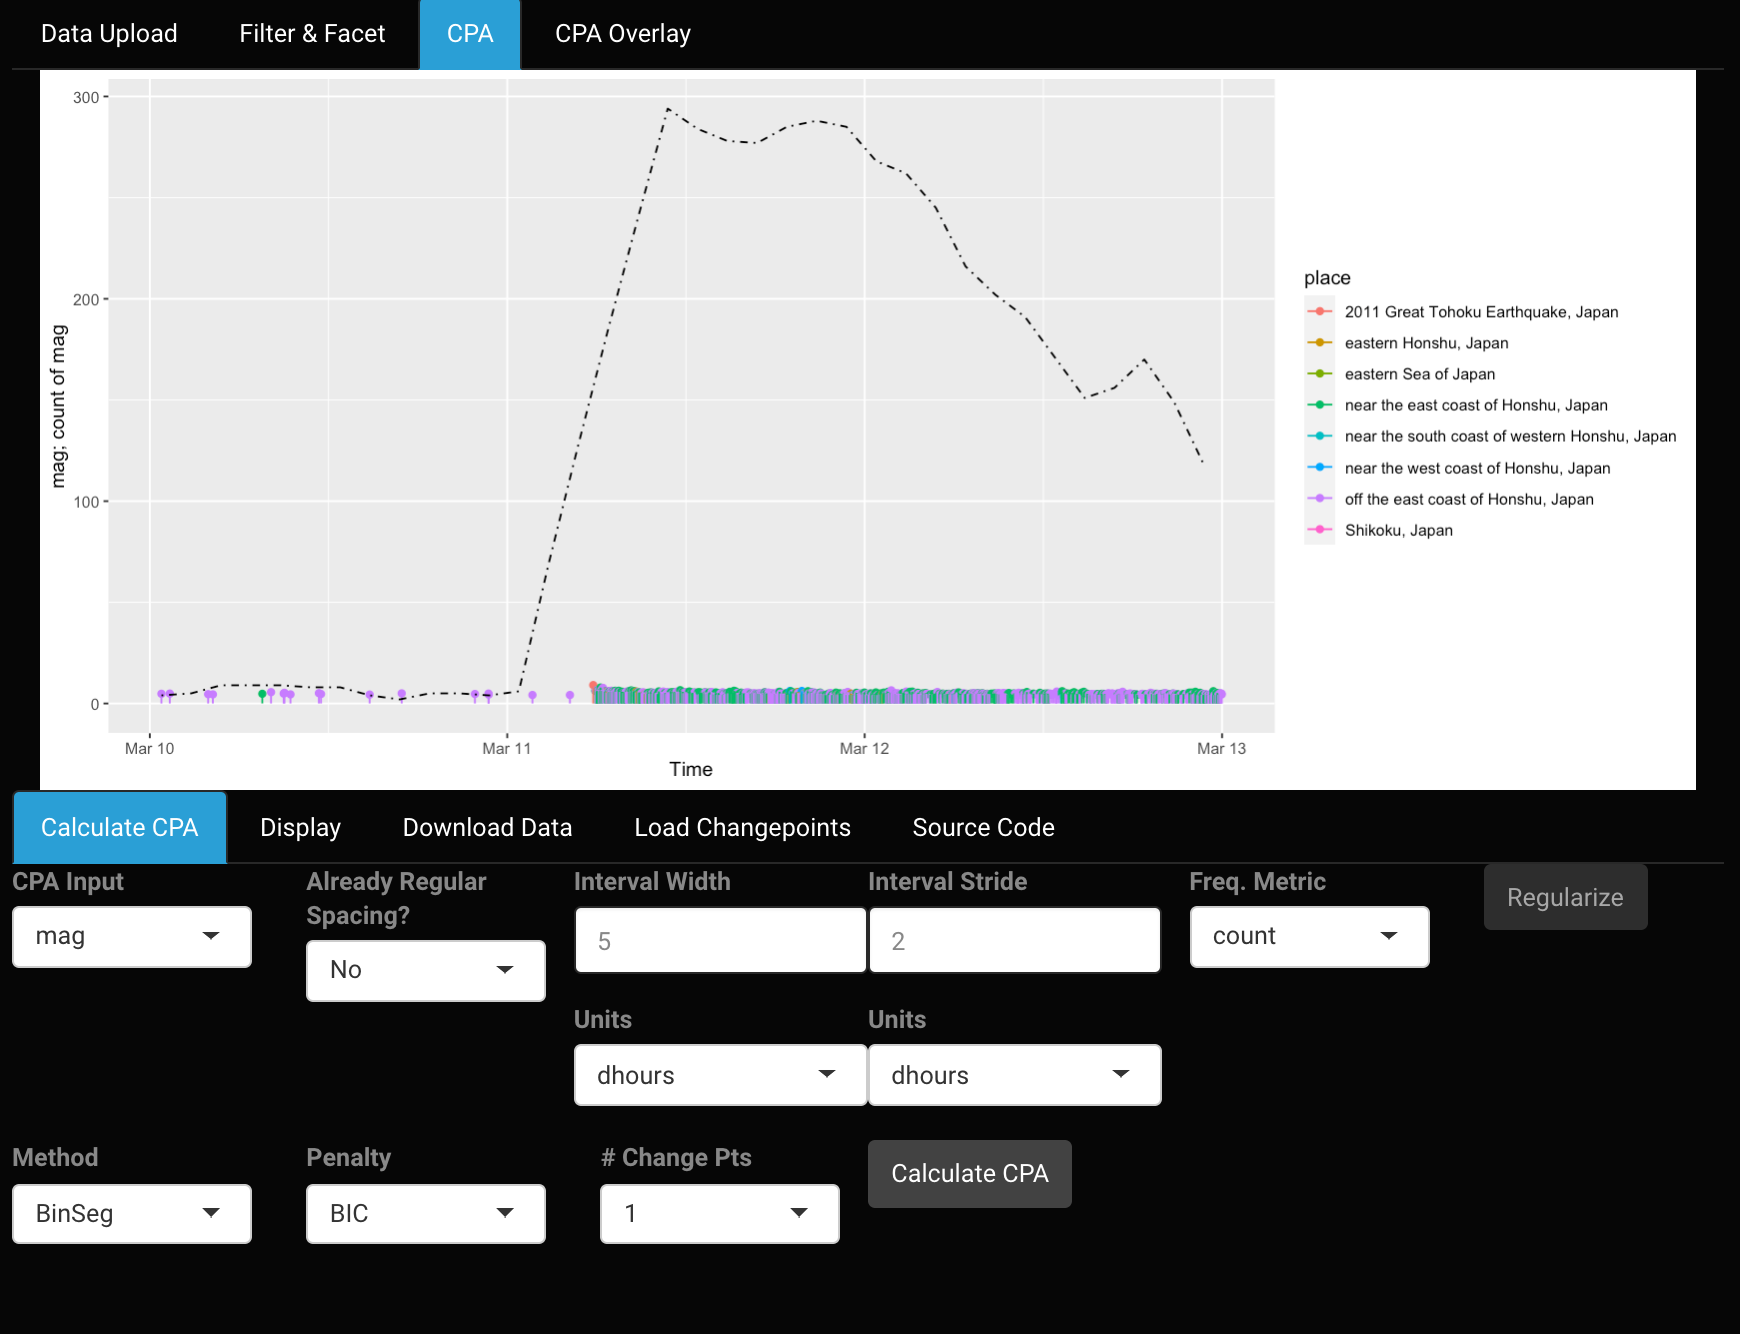 Data Upload Filter & Facet CPA CPA Overlay
300
200
100
0
mag; count of mag
Mar 10 Mar 11 Mar 12 Mar 13
Time
place
2011 Great Tohoku Earthquake, Japan
eastern Honshu, Japan
eastern Sea of Japan
near the east coast of Honshu, Japan
near the south coast of western Honshu, Japan
near the west coast of Honshu, Japan
off the east coast of Honshu, Japan
Shikoku, Japan
Calculate CPA Display Download Data Load Changepoints Source Code
CPA Input
mag
Already Regular
Spacing?
No
Interval Width
5
Units
dhours
Interval Stride
2
Units
dhours
Freq. Metric
count
Regularize
Method
BinSeg
Penalty
BIC
# Change Pts
1
Calculate CPA